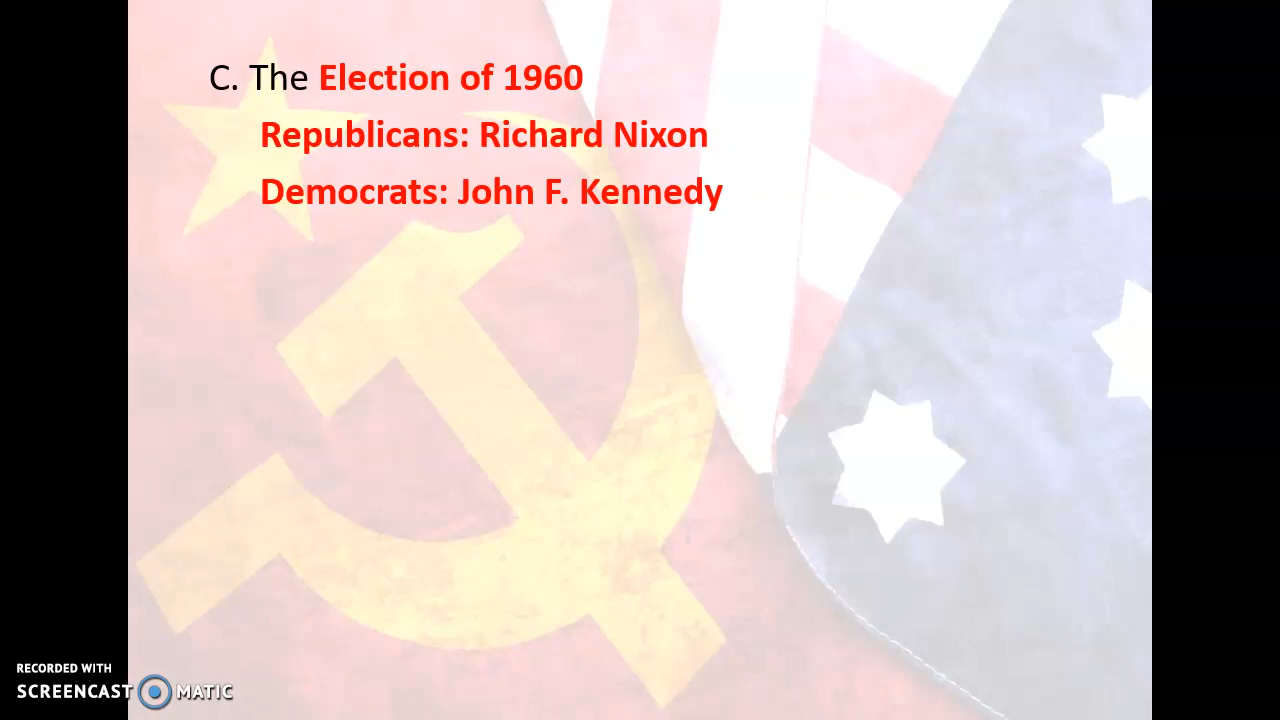 C. The Election of 1960
Republicans: Richard Nixon
Democrats: John F. Kennedy
RECORDED WITH
SCREENCAST MATIC